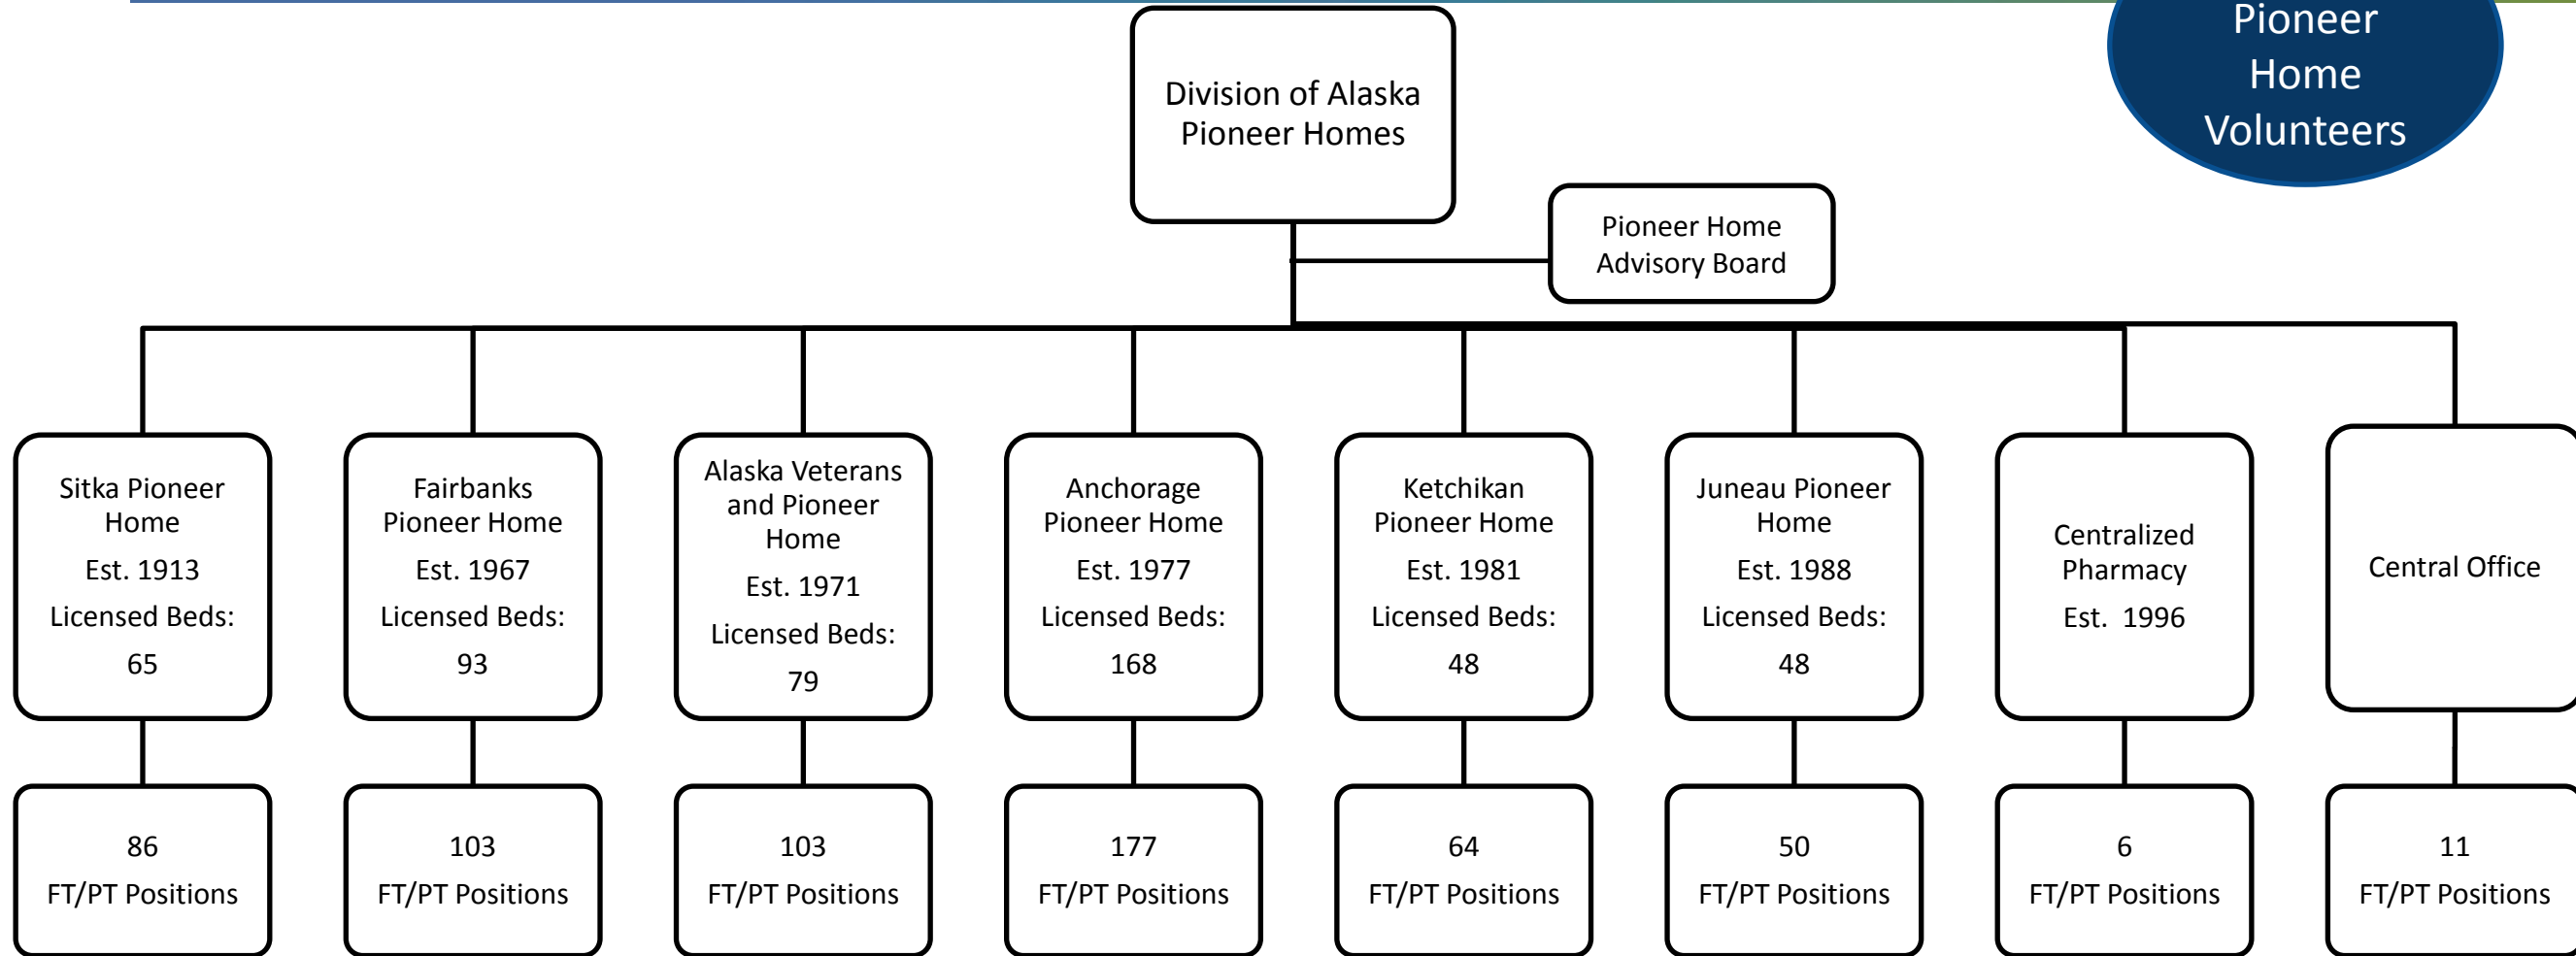 Pioneer
Home
Volunteers
Division of Alaska
Pioneer Homes
Pioneer Home
Advisory Board
Sitka Pioneer
Home
Est. 1913
Licensed Beds:
65
Fairbanks
Pioneer Home
Est. 1967
Licensed Beds:
93
Alaska Veterans
and Pioneer
Home
Est. 1971
Licensed Beds:
79
Anchorage
Pioneer Home
Est. 1977
Licensed Beds:
168
Ketchikan
Pioneer Home
Est. 1981
Licensed Beds:
48
Juneau Pioneer
Home
Est. 1988
Licensed Beds:
48
Centralized
Pharmacy
Est.  1996
Central Office
86
FT/PT Positions
103
FT/PT Positions
103
FT/PT Positions
177
FT/PT Positions
64
FT/PT Positions
50
FT/PT Positions
6
FT/PT Positions
11
FT/PT Positions